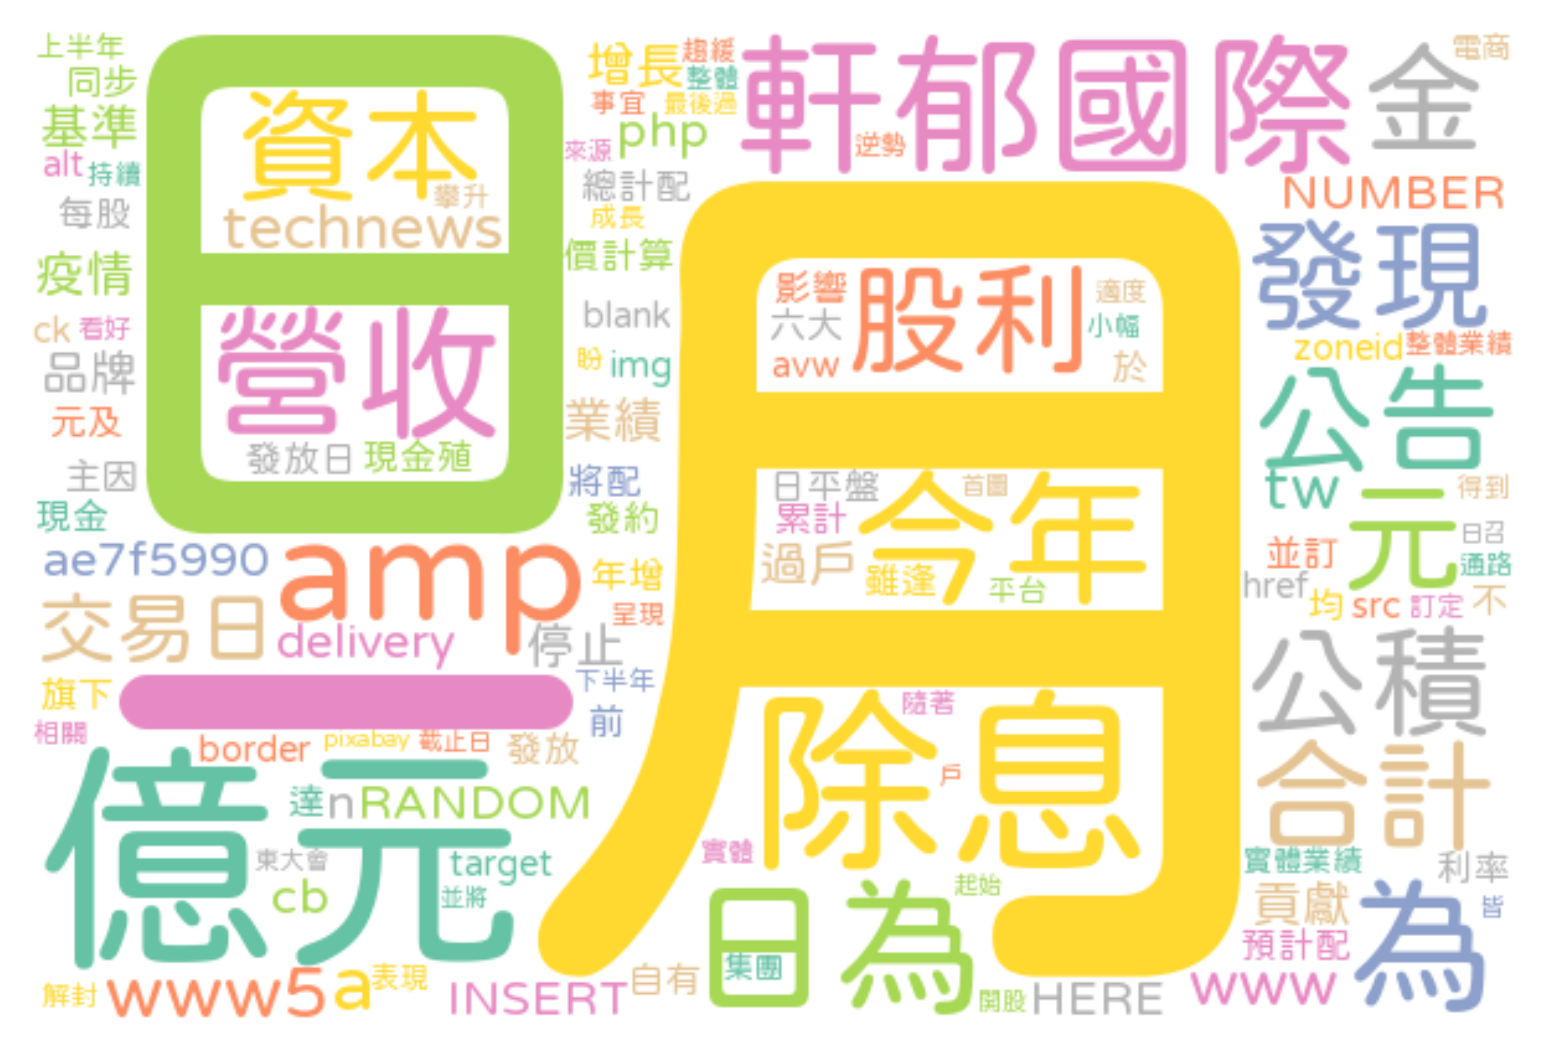 上半年
同步
基準
alt
持續
每股
疫情
ck
看好
品牌
元及
主因
現金
日
資本
攀升
technews
營收
發放日
現金殖
增長
趨緩
整體
事宜
最後過
php
來源
總計配
成長
價計算
blank
盼
img
業績
將配
發約
年增
呈現
軒郁國際
逆勢
金
電商
NUMBER
發現
zoneid
整體業績
公告
tw
元
得到
日召
並訂
通路
href
均
src
訂定
不
公積
合計
實體業績
利率
貢獻
為
皆
預計配
www
月
影響
六大
avw
股利
適度
小幅
於
日平盤
累計
過戶
今年
首圖
雖逢
平台
除息
隨著
戶
實體
起始
日為
集團
開股
HERE
ae7f5990
amp
交易日
delivery
停止
旗下
一
下半年
前
相關
border
pixabay
截止日
發放
億元
達
n
RANDOM
東大會
cb
target
並將
解封
www
5a
表現
INSERT
自有